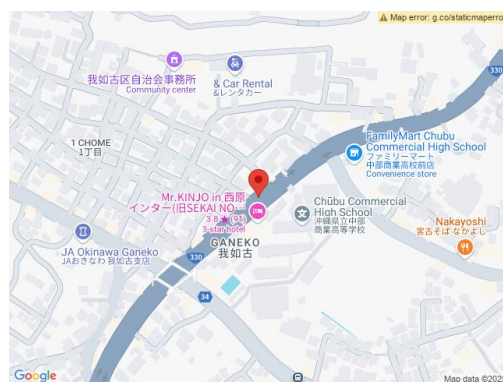 Map error: g.co/staticmaperro
330
我如古区自治会事務所
Community center
& Car Rental
&レンタカー
1 CHOME
1丁目
FamilyMart Chubu
Commercial High School
ファミリーマート
中部商業高校前店
Convenience store
Mr.KINJO in 西原
インター(旧SEKAI NO...
3.8★(91)
3-star hotel
Chūbu Commercial
High School
沖縄県立中部
商業高等学校
Nakayoshi
宮古そば なかよし
JA Okinawa Ganeko
JAおきなわ 我如古支店
GANEKO
我如古
330
34
Google
Map data ©2025